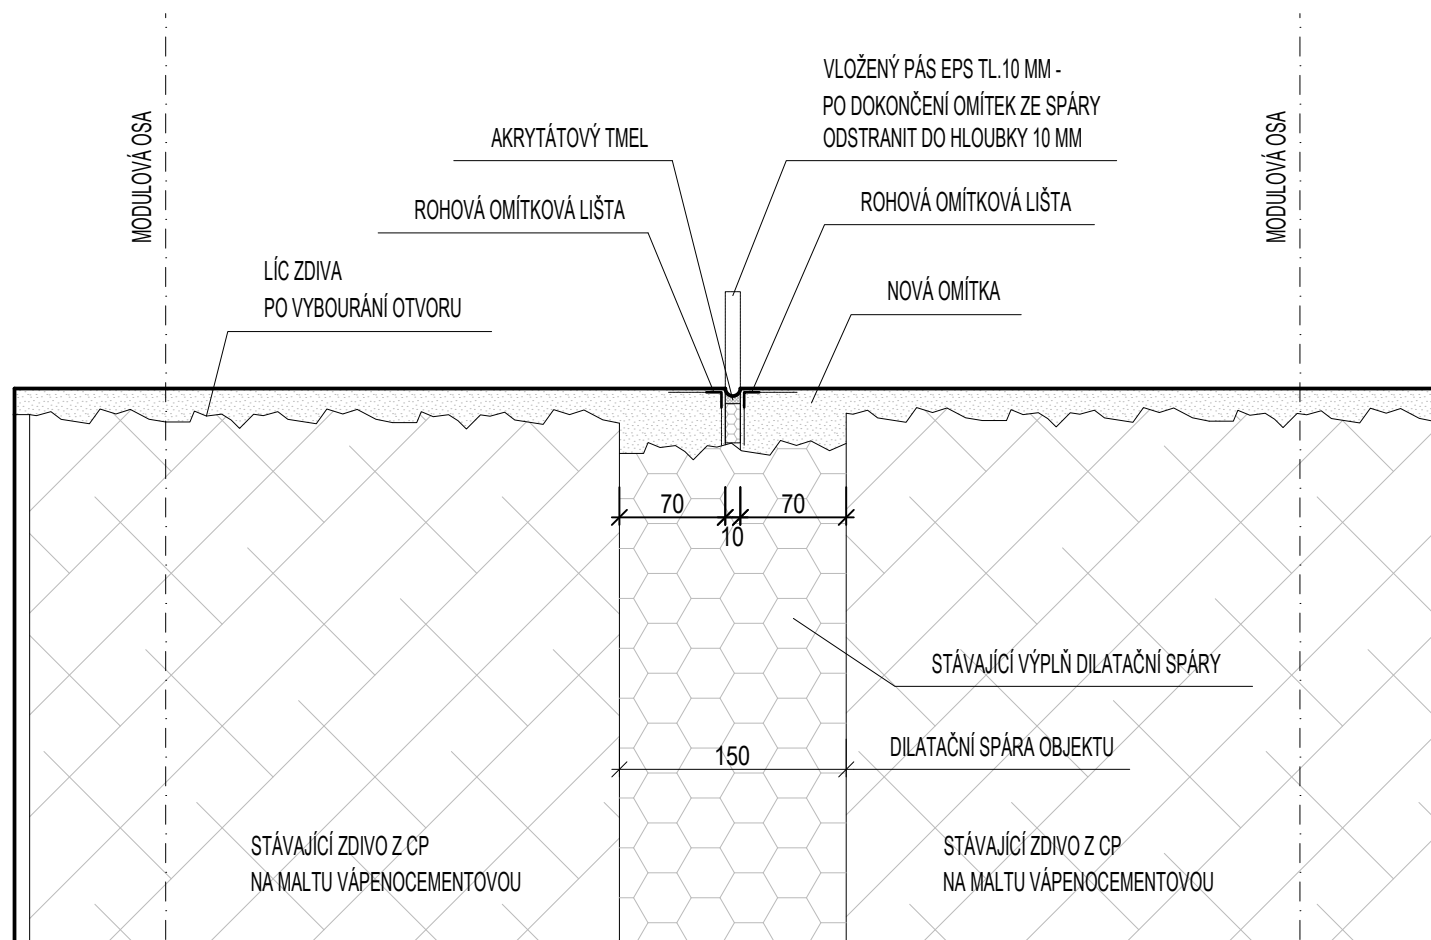 VLOŽENÝ PÁS EPS TL.10 MM -
PO DOKONČENÍ OMÍTEK ZE SPÁRY
ODSTRANIT DO HLOUBKY 10 MM
AKRYTÁTOVÝ TMEL
MODULOVÁ OSA
MODULOVÁ OSA
ROHOVÁ OMÍTKOVÁ LIŠTA
ROHOVÁ OMÍTKOVÁ LIŠTA
LÍC ZDIVA
PO VYBOURÁNÍ OTVORU
NOVÁ OMÍTKA
70
70
10
STÁVAJÍCÍ VÝPLŇ DILATAČNÍ SPÁRY
150
DILATAČNÍ SPÁRA OBJEKTU
STÁVAJÍCÍ ZDIVO Z CP
NA MALTU VÁPENOCEMENTOVOU
STÁVAJÍCÍ ZDIVO Z CP
NA MALTU VÁPENOCEMENTOVOU